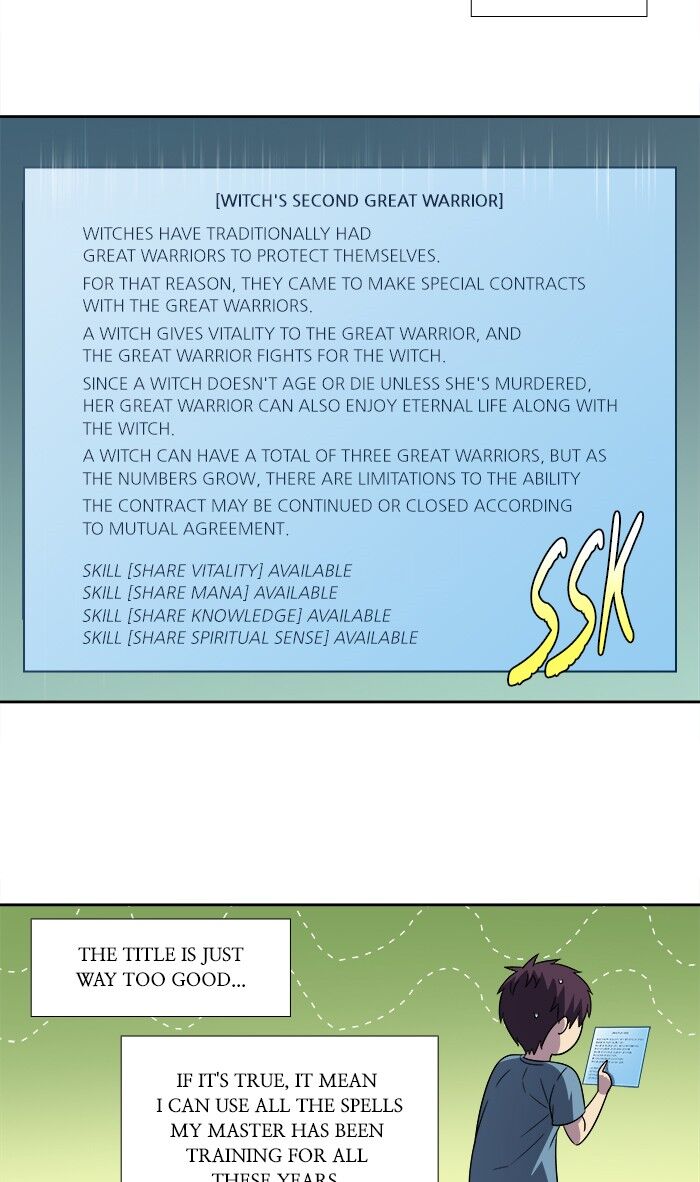 [WITCH'S SECOND GREAT WARRIOR]
WITCHES HAVE TRADITIONALLY HAD
GREAT WARRIORS TO PROTECT THEMSELVES.
FOR THAT REASON, THEY CAME TO MAKE SPECIAL CONTRACTS
WITH THE GREAT WARRIORS.
A WITCH GIVES VITALITY TO THE GREAT WARRIOR, AND
THE GREAT WARRIOR FIGHTS FOR THE WITCH.
SINCE A WITCH DOESN'T AGE OR DIE UNLESS SHE'S MURDERED,
HER GREAT WARRIOR CAN ALSO ENJOY ETERNAL LIFE ALONG WITH
THE WITCH.
A WITCH CAN HAVE A TOTAL OF THREE GREAT WARRIORS, BUT AS
THE NUMBERS GROW, THERE ARE LIMITATIONS TO THE ABILITY
THE CONTRACT MAY BE CONTINUED OR CLOSED ACCORDING
TO MUTUAL AGREEMENT.
SKILL [SHARE VITALITY] AVAILABLE
SKILL [SHARE MANA] AVAILABLE
SKILL [SHARE KNOWLEDGE] AVAILABLE
SKILL [SHARE SPIRITUAL SENSE] AVAILABLE
SSK
THE TITLE IS JUST
WAY TOO GOOD...
IF IT'S TRUE, IT MEAN
I CAN USE ALL THE SPELLS
MY MASTER HAS BEEN
TRAINING FOR ALL
THESE YEARS